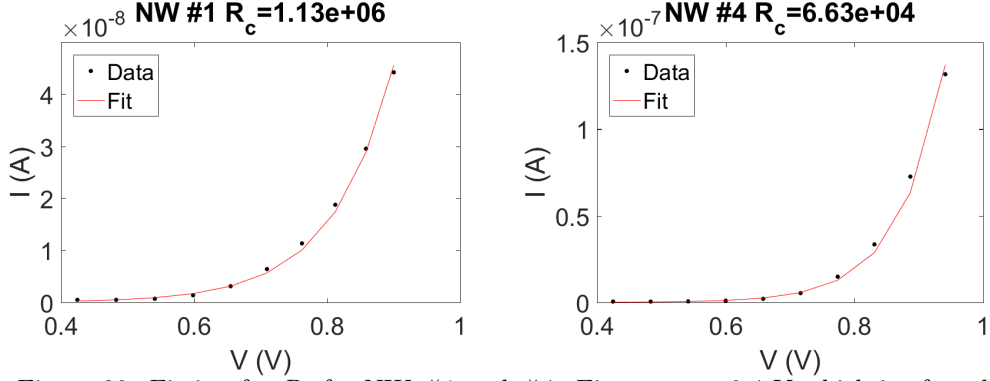 NW #1 R_c=1.13e+06
×10^-8
Data
Fit
4
3
2
1
0
I (A)
0.4 0.6 0.8 1
V (V)
NW #4 R_c=6.63e+04
×10^-7
Data
Fit
1.5
1
0.5
0
I (A)
0.4 0.6 0.8 1
V (V)